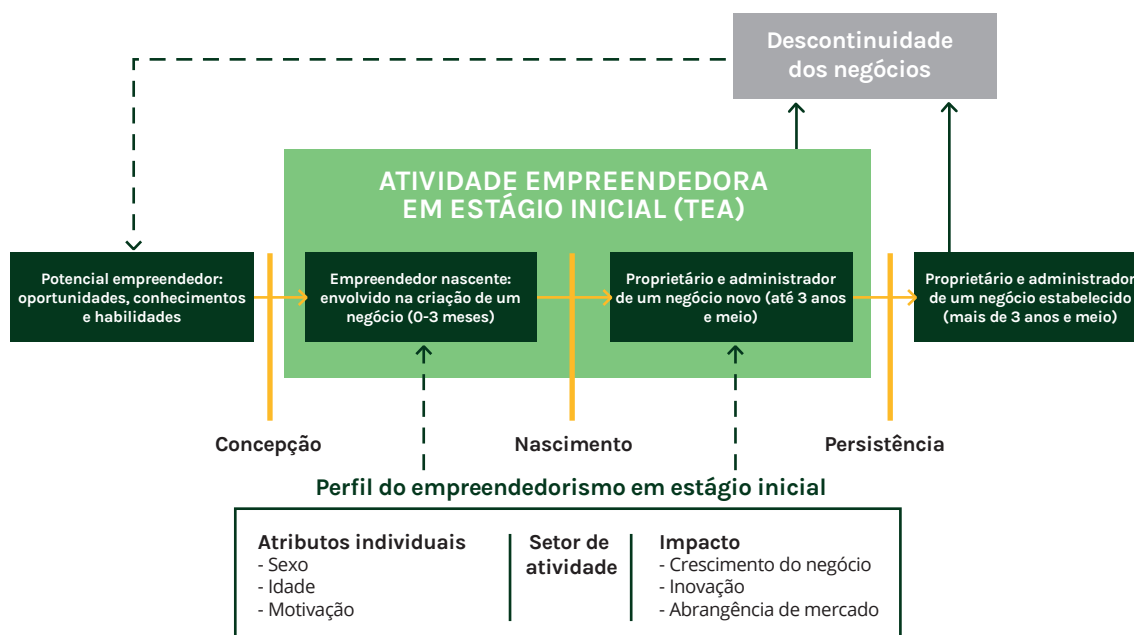 Descontinuidade
dos negócios
ATIVIDADE EMPREENDEDORA
EM ESTÁGIO INICIAL (TEA)
Potencial empreendedor:
oportunidades, conhecimentos
e habilidades
Empreendedor nascente:
envolvido na criação de um
negócio (0-3 meses)
Proprietário e administrador
de um negócio novo (até 3 anos
e meio)
Proprietário e administrador
de um negócio estabelecido
(mais de 3 anos e meio)
Concepção
Nascimento
Persistência
Perfil do empreendedorismo em estágio inicial
Atributos individuais
- Sexo
- Idade
- Motivação
Setor de
atividade
Impacto
- Crescimento do negócio
- Inovação
- Abrangência de mercado